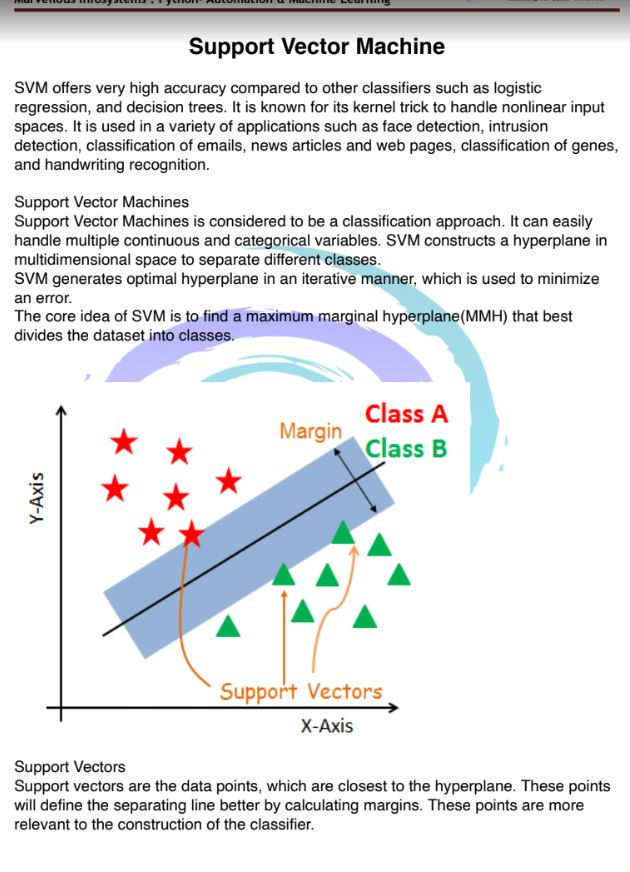 Marvellous Infosystems : Python- Automation & Machine Learning
Support Vector Machine
SVM offers very high accuracy compared to other classifiers such as logistic
regression, and decision trees. It is known for its kernel trick to handle nonlinear input
spaces. It is used in a variety of applications such as face detection, intrusion
detection, classification of emails, news articles and web pages, classification of genes,
and handwriting recognition.
Support Vector Machines
Support Vector Machines is considered to be a classification approach. It can easily
handle multiple continuous and categorical variables. SVM constructs a hyperplane in
multidimensional space to separate different classes.
SVM generates optimal hyperplane in an iterative manner, which is used to minimize
an error.
The core idea of SVM is to find a maximum marginal hyperplane(MMH) that best
divides the dataset into classes.
Class A
Margin
Class B
Y-Axis
Support Vectors
X-Axis
Support Vectors
Support vectors are the data points, which are closest to the hyperplane. These points
will define the separating line better by calculating margins. These points are more
relevant to the construction of the classifier.